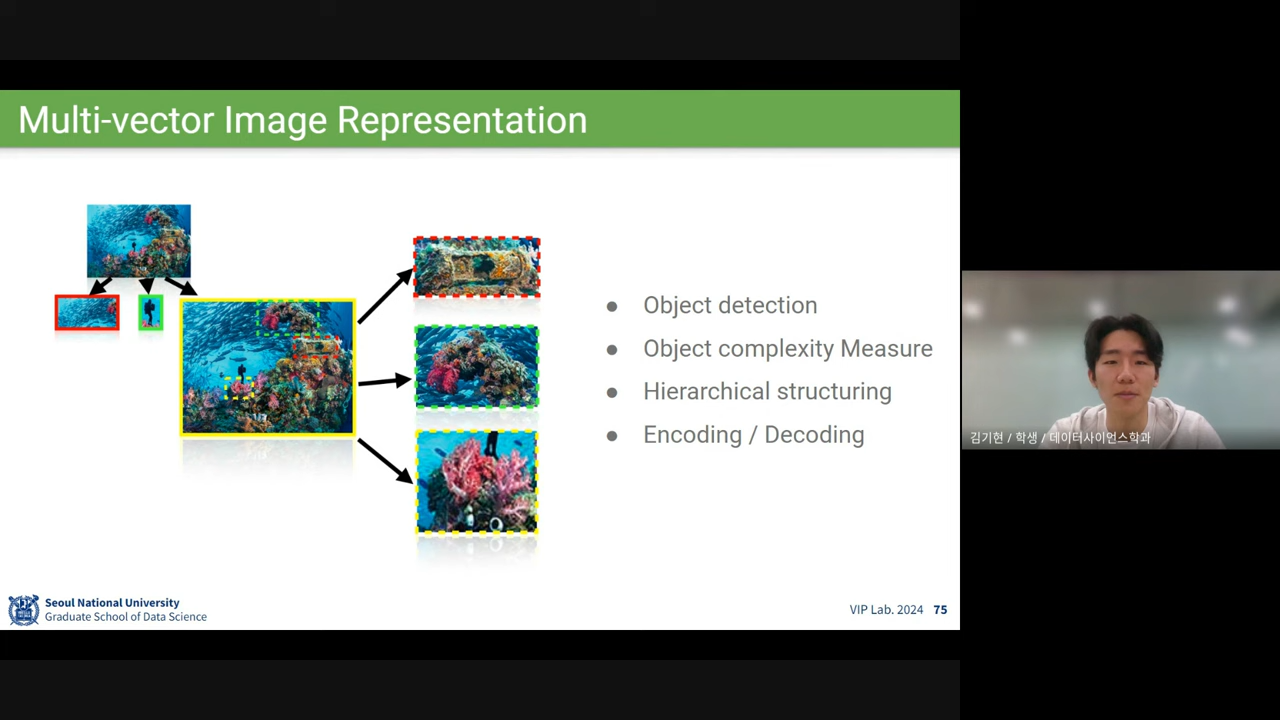 Multi-vector Image Representation
● Object detection
● Object complexity Measure
● Hierarchical structuring
● Encoding / Decoding
김기현 / 학생 / 데이터사이언스학과
Seoul National University
Graduate School of Data Science
VIP Lab. 2024 75